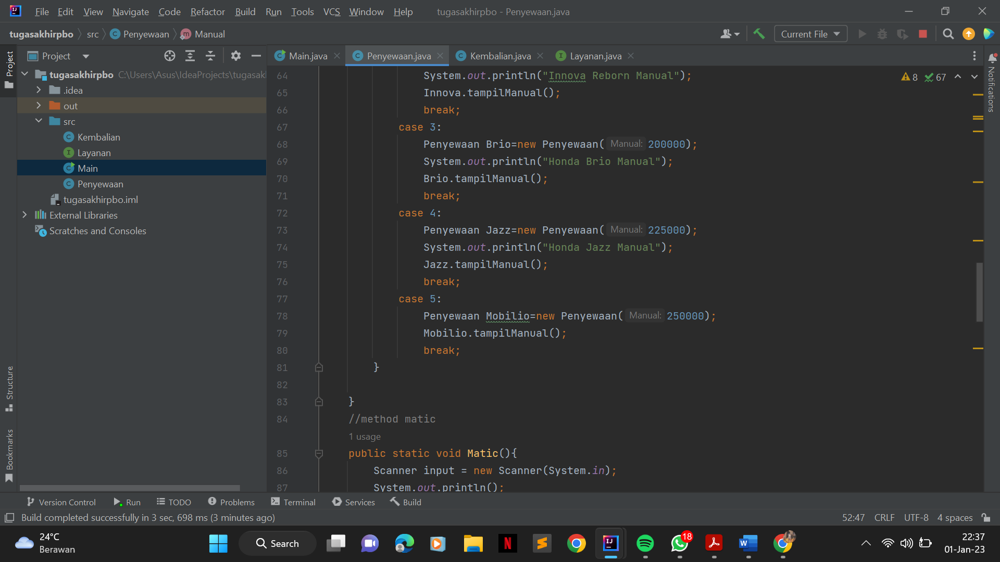 File Edit View Navigate Code Refactor Build Run Tools VCS Window Help tugasakhirpbo - Penyewaan.java
tugasakhirpbo src Penyewaan Manual Current File
Project Main.java Penyewaan.java Kembalian.java Layanan.java
Project
Structure
Bookmarks
Notifications
tugasakhirpbo C:\Users\Asus\IdeaProjects\tugasakl
.idea
out
src
Kembalian
Layanan
Main
Penyewaan
tugasakhirpbo.iml
External Libraries
Scratches and Consoles
8 67
64 System.out.println("Innova Reborn Manual");
65 Innova.tampilManual();
66 break;
67 case 3:
68 Penyewaan Brio=new Penyewaan( Manual: 200000);
69 System.out.println("Honda Brio Manual");
70 Brio.tampilManual();
71 break;
72 case 4:
73 Penyewaan Jazz=new Penyewaan( Manual: 225000);
74 System.out.println("Honda Jazz Manual");
75 Jazz.tampilManual();
76 break;
77 case 5:
78 Penyewaan Mobilio=new Penyewaan( Manual: 250000);
79 Mobilio.tampilManual();
80 break;
81 }
82
83 }
84 //method matic
1 usage
85 public static void Matic(){
86 Scanner input = new Scanner(System.in);
87 System.out.println();
Version Control Run TODO Problems Terminal Services Build
Build completed successfully in 3 sec, 698 ms (3 minutes ago) 52:47 CRLF UTF-8 4 spaces
24°C
Berawan
Search
18
22:37
01-Jan-23